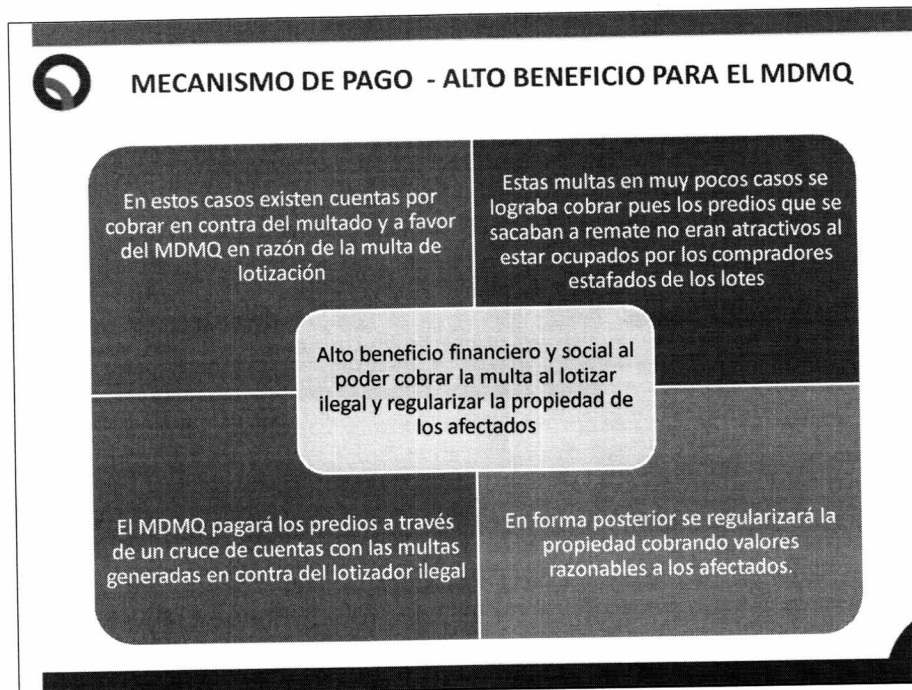 MECANISMO DE PAGO - ALTO BENEFICIO PARA EL MDMQ
En estos casos existen cuentas por
cobrar en contra del multado y a favor
del MDMQ en razón de la multa de
lotización
Estas multas en muy pocos casos se
lograba cobrar pues los predios que se
sacaban a remate no eran atractivos al
estar ocupados por los compradores
estafados de los lotes
Alto beneficio financiero y social al
poder cobrar la multa al lotizar
ilegal y regularizar la propiedad de
los afectados
El MDMQ pagará los predios a través
de un cruce de cuentas con las multas
generadas en contra del lotizador ilegal
En forma posterior se regularizará la
propiedad cobrando valores
razonables a los afectados.